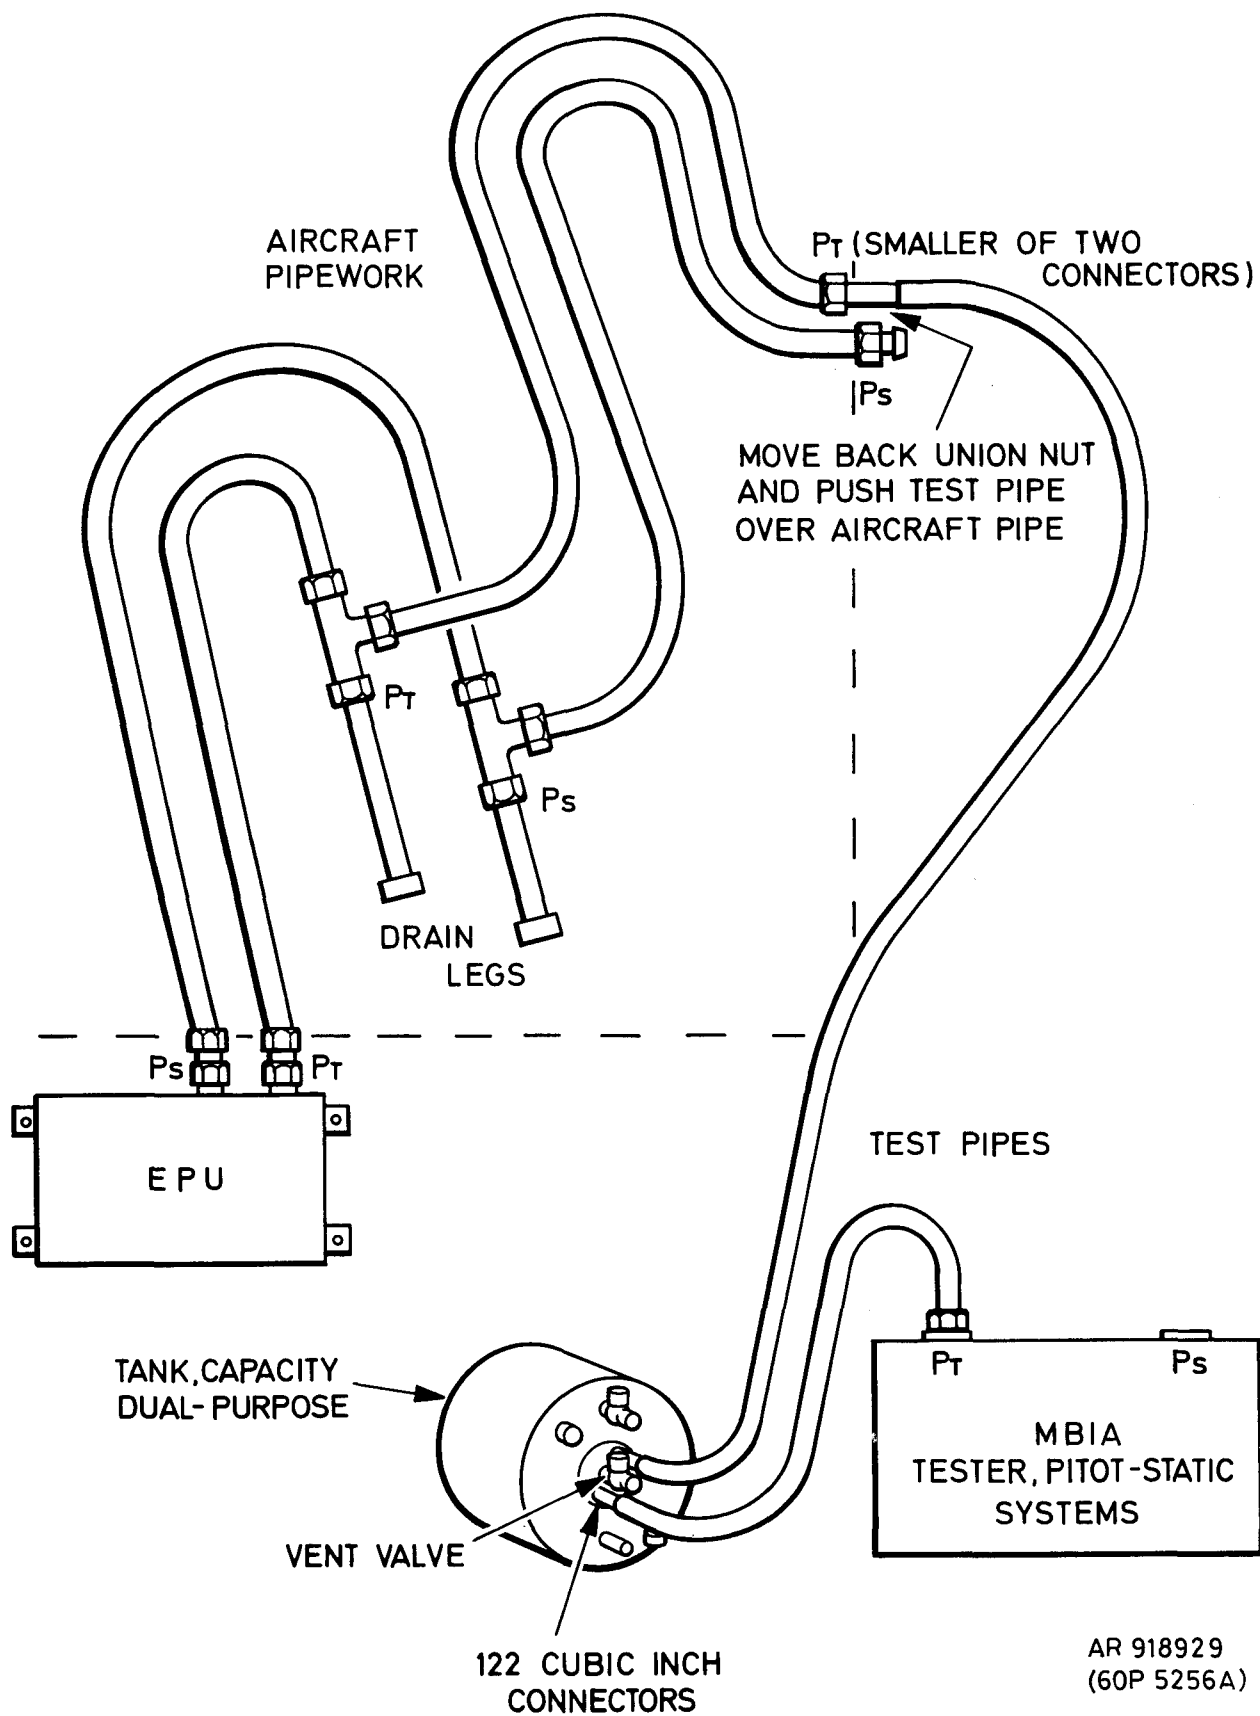 AIRCRAFT
PIPEWORK
PT (SMALLER OF TWO
CONNECTORS)
PS
MOVE BACK UNION NUT
AND PUSH TEST PIPE
OVER AIRCRAFT PIPE
PT
PS
DRAIN
LEGS
PS
PT
EPU
TEST PIPES
TANK, CAPACITY
DUAL-PURPOSE
PT
PS
MBIA
TESTER, PITOT-STATIC
SYSTEMS
VENT VALVE
122 CUBIC INCH
CONNECTORS
AR 918929
(60P 5256A)